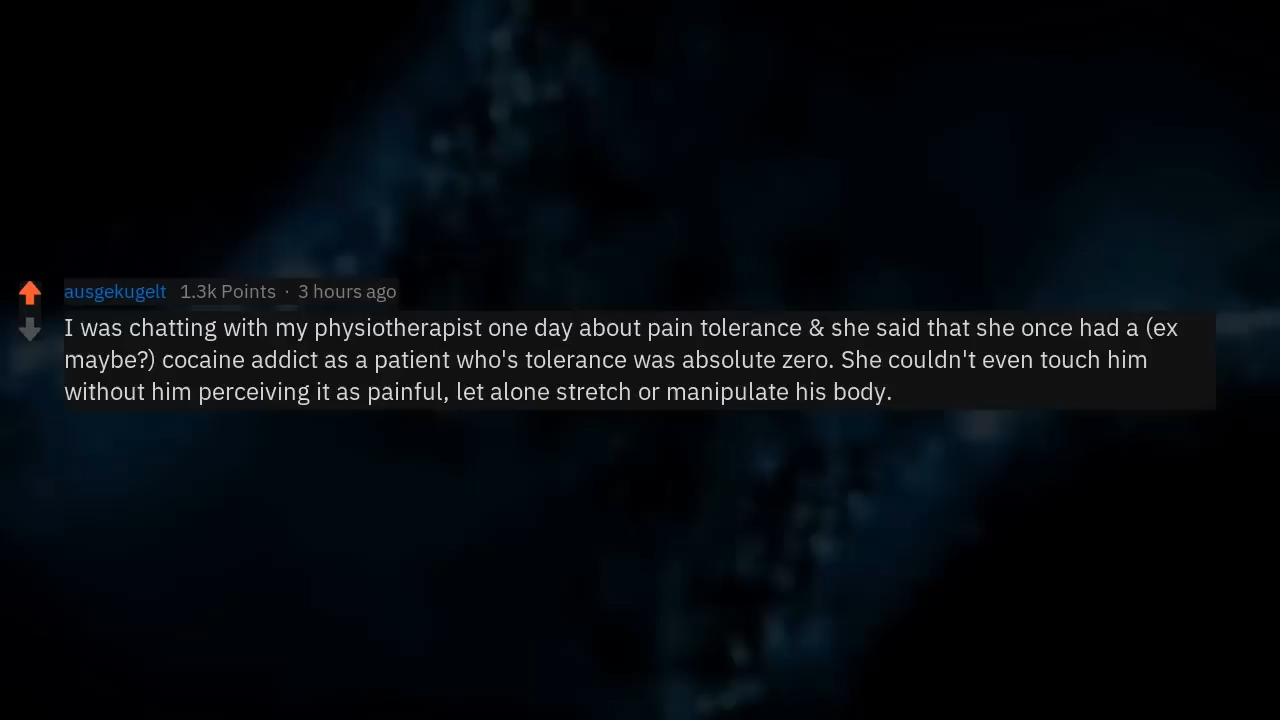 ausgekugelt 1.3k Points · 3 hours ago
I was chatting with my physiotherapist one day about pain tolerance & she said that she once had a (ex
maybe?) cocaine addict as a patient who's tolerance was absolute zero. She couldn't even touch him
without him perceiving it as painful, let alone stretch or manipulate his body.